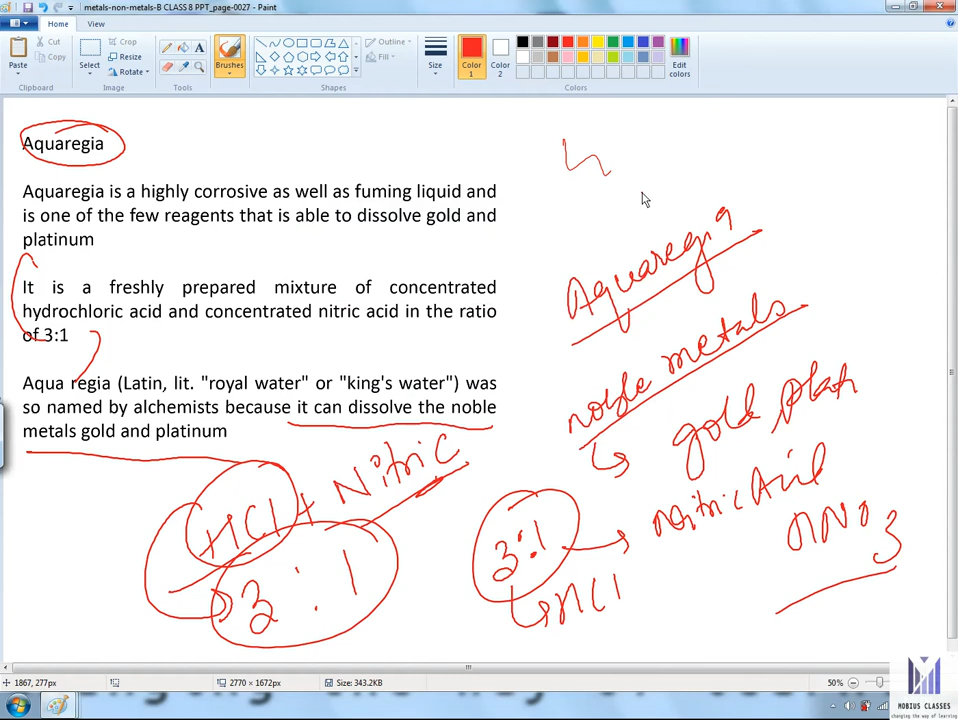 metals-non-metals-B CLASS 8 PPT_page-0027 - Paint
Home View
Paste
Cut
Copy
Clipboard
Select
Crop
Resize
Rotate
Image
A
Tools
Brushes
Outline
Fill
Shapes
Size
Color 1
Color 2
Edit colors
Colors
Aquaregia
Aquaregia is a highly corrosive as well as fuming liquid and
is one of the few reagents that is able to dissolve gold and
platinum
It is a freshly prepared mixture of concentrated
hydrochloric acid and concentrated nitric acid in the ratio
of 3:1
Aqua regia (Latin, lit. "royal water" or "king's water") was
so named by alchemists because it can dissolve the noble
metals gold and platinum
Aquaregia
noble metals
gold
HCl + Nitric
3 : 1
3:1
Nitric Acid
HNO3
HCl
1867, 277px
2770 × 1672px
Size: 343.2KB
50%
MOBIUS CLASSES
changing the way of learning